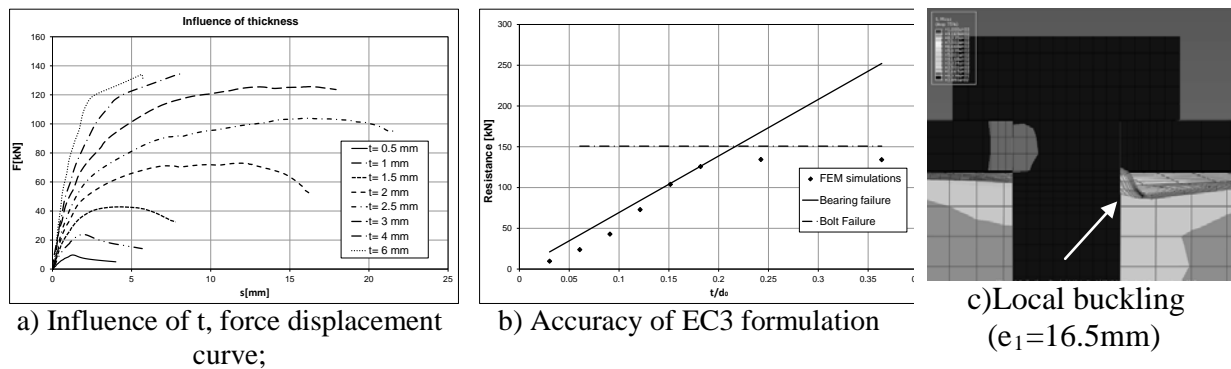 Influence of thickness
160
140
120
100
80
60
40
20
0
F[kN]
0
5
10
15
20
25
s[mm]
t= 0.5 mm
t= 1 mm
t= 1.5 mm
t= 2 mm
t= 2.5 mm
t= 3 mm
t= 4 mm
t= 6 mm
a) Influence of t, force displacement
curve;
300
250
200
150
100
50
0
Resistance [kN]
0
0.05
0.1
0.15
0.2
0.25
0.3
0.35
t/d₀
FEM simulations
Bearing failure
Bolt Failure
b) Accuracy of EC3 formulation
c)Local buckling
(e₁=16.5mm)